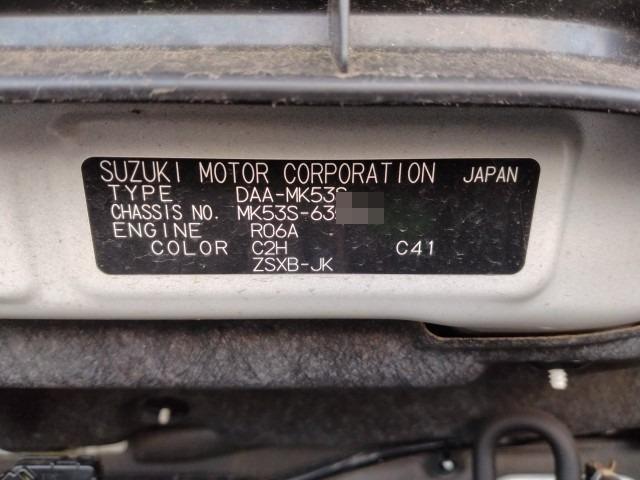 SUZUKI MOTOR CORPORATION JAPAN
TYPE DAA-MK53S
CHASSIS NO. MK53S-63
ENGINE R06A
COLOR C2H C41
ZSXB-JK